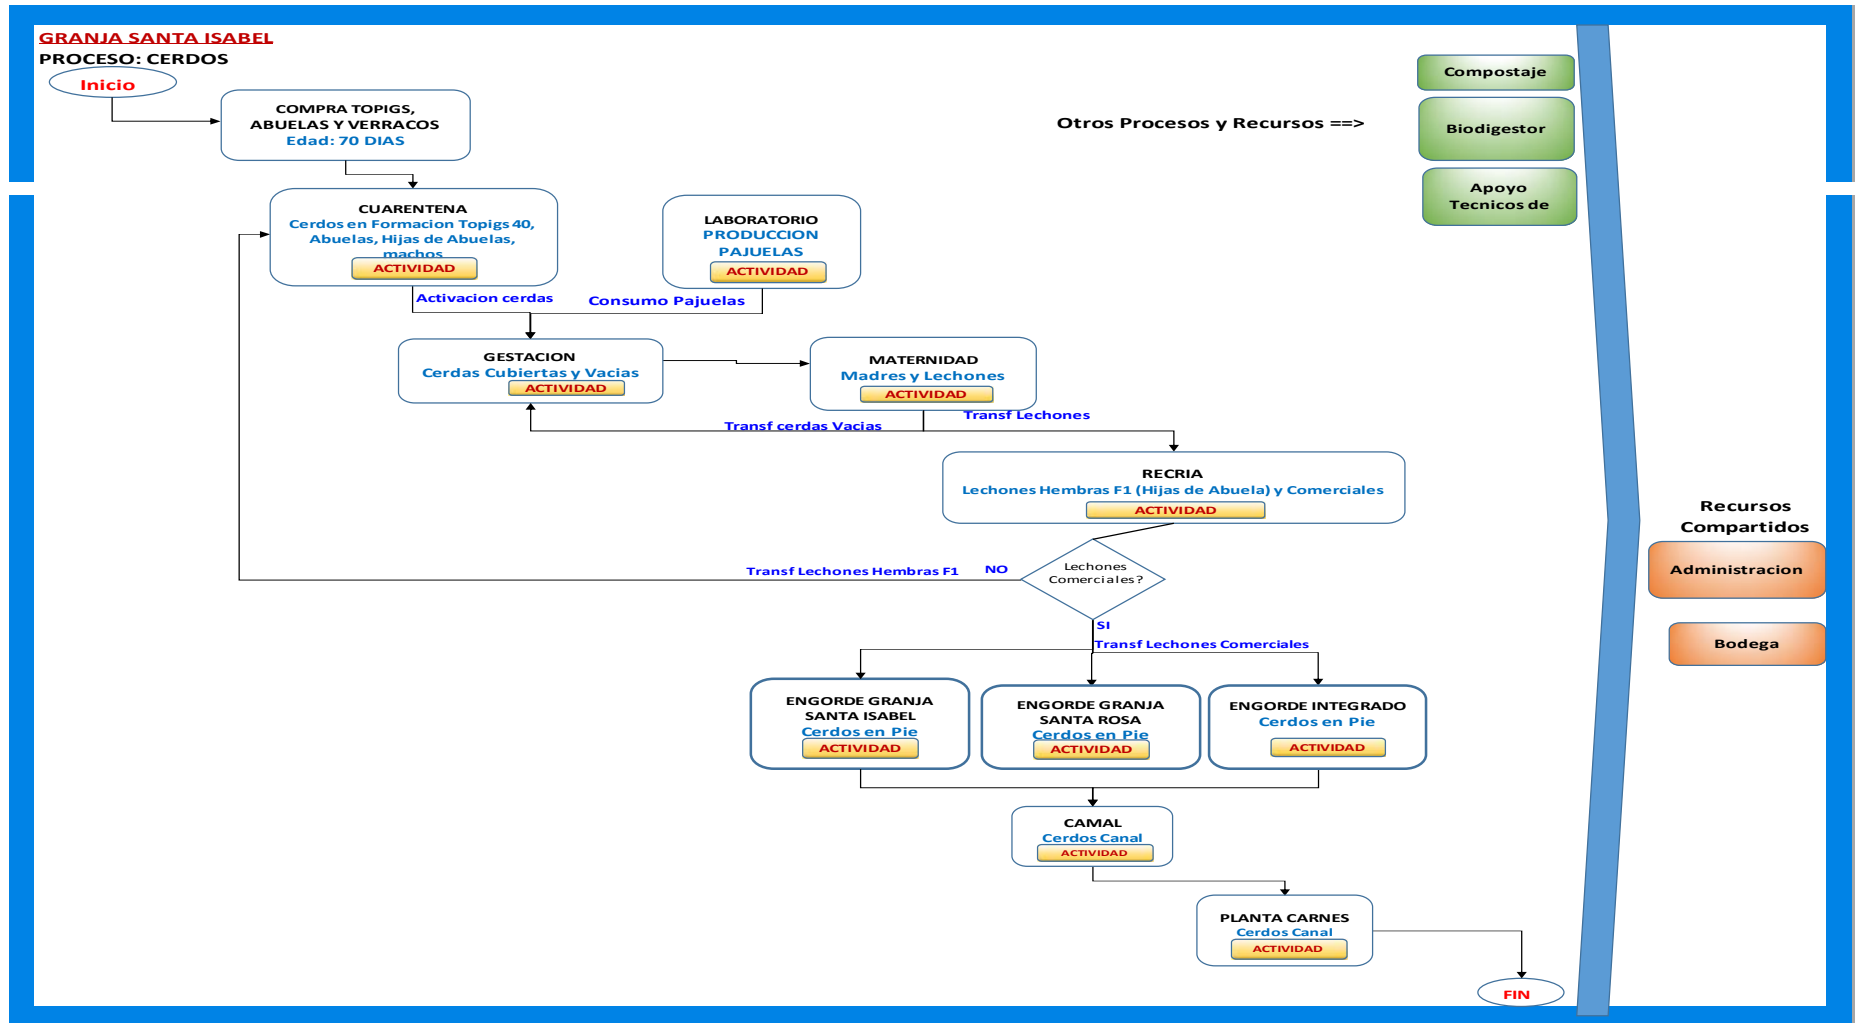 GRANJA SANTA ISABEL
PROCESO: CERDOS
Inicio
COMPRA TOPIGS,
ABUELAS Y VERRACOS
Edad: 70 DIAS
Otros Procesos y Recursos ==>
Compostaje
Biodigestor
Apoyo
Tecnicos de
CUARENTENA
Cerdos en Formacion Topigs 40,
Abuelas, Hijas de Abuelas,
machos
ACTIVIDAD
LABORATORIO
PRODUCCION
PAJUELAS
ACTIVIDAD
Activacion cerdas
Consumo Pajuelas
GESTACION
Cerdas Cubiertas y Vacias
ACTIVIDAD
MATERNIDAD
Madres y Lechones
ACTIVIDAD
Transf Lechones
Transf cerdas Vacias
RECRIA
Lechones Hembras F1 (Hijas de Abuela) y Comerciales
ACTIVIDAD
Recursos
Compartidos
Administracion
Bodega
Transf Lechones Hembras F1
NO
Lechones
Comerciales?
SI
Transf Lechones Comerciales
ENGORDE GRANJA
SANTA ISABEL
Cerdos en Pie
ACTIVIDAD
ENGORDE GRANJA
SANTA ROSA
Cerdos en Pie
ACTIVIDAD
ENGORDE INTEGRADO
Cerdos en Pie
ACTIVIDAD
CAMAL
Cerdos Canal
ACTIVIDAD
PLANTA CARNES
Cerdos Canal
ACTIVIDAD
FIN